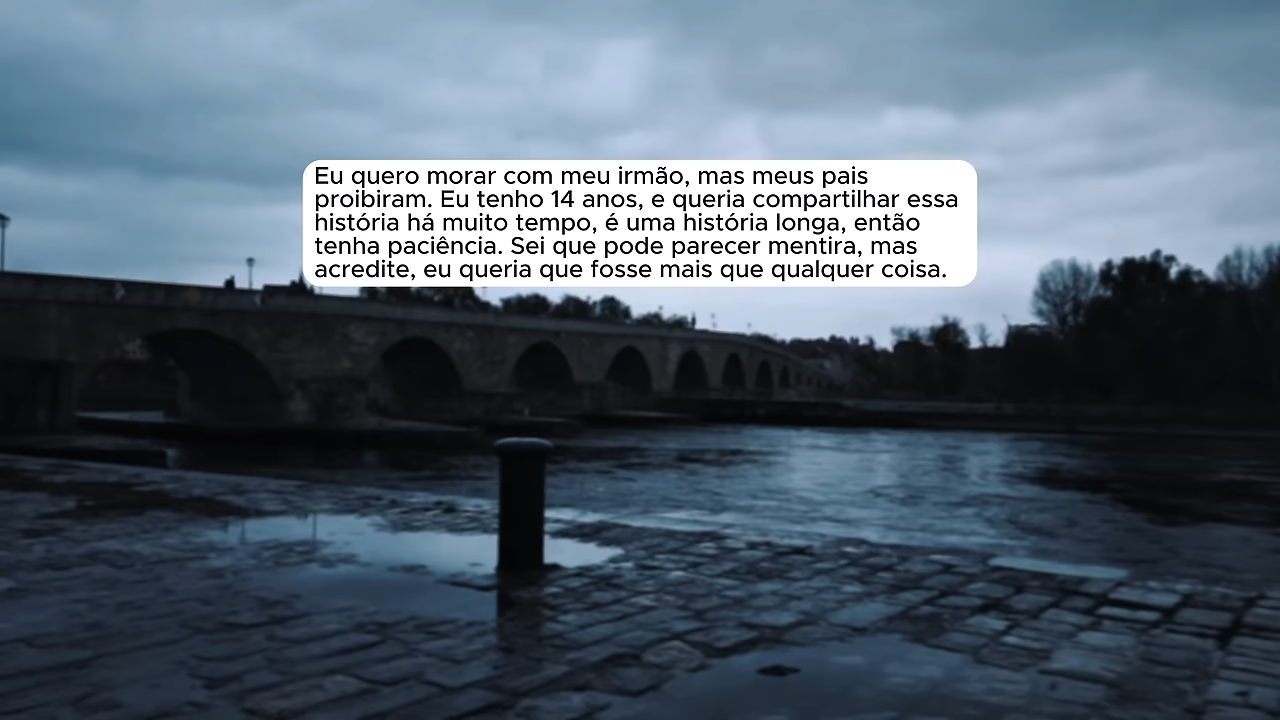 Eu quero morar com meu irmão, mas meus pais
proibiram. Eu tenho 14 anos, e queria compartilhar essa
história há muito tempo, é uma história longa, então
tenha paciência. Sei que pode parecer mentira, mas
acredite, eu queria que fosse mais que qualquer coisa.